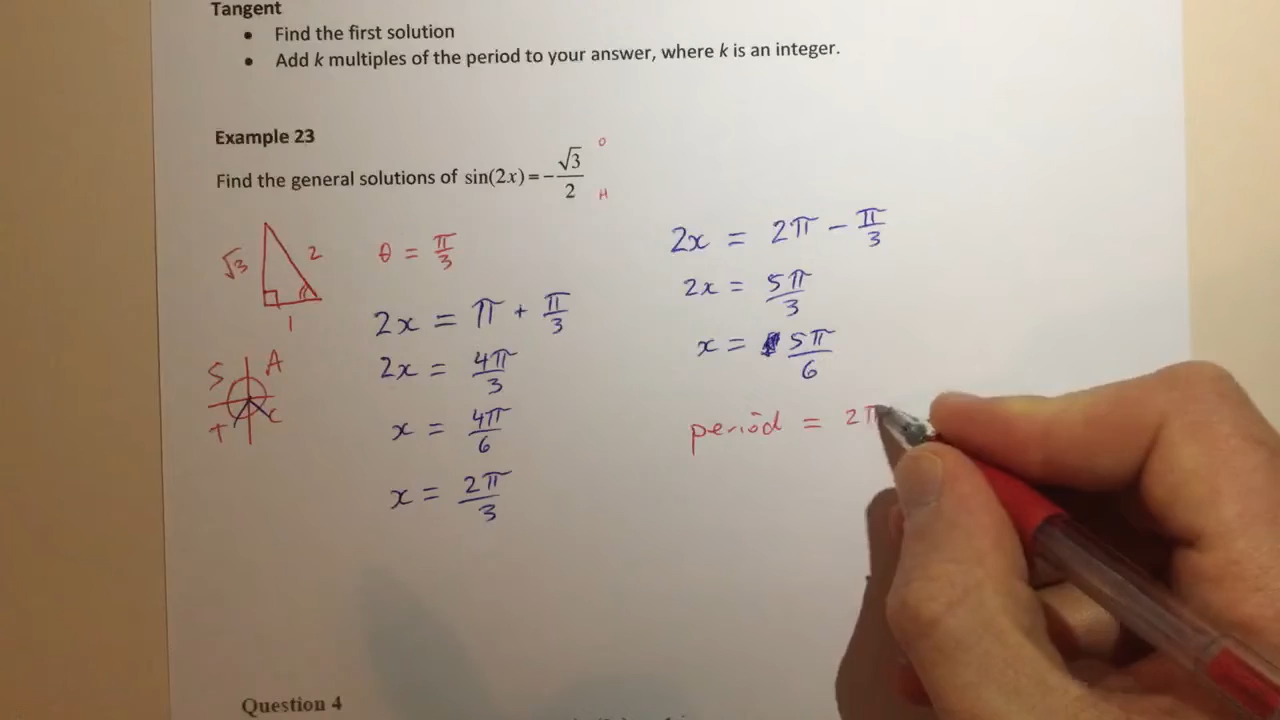 Tangent
• Find the first solution
• Add k multiples of the period to your answer, where k is an integer.
Example 23
Find the general solutions of sin(2x) = -√3/2
O
H
√3 2
1
θ = π/3
S A
T C
2x = π + π/3
2x = 4π/3
x = 4π/6
x = 2π/3
2x = 2π - π/3
2x = 5π/3
x = 5π/6
period = 2π
Question 4